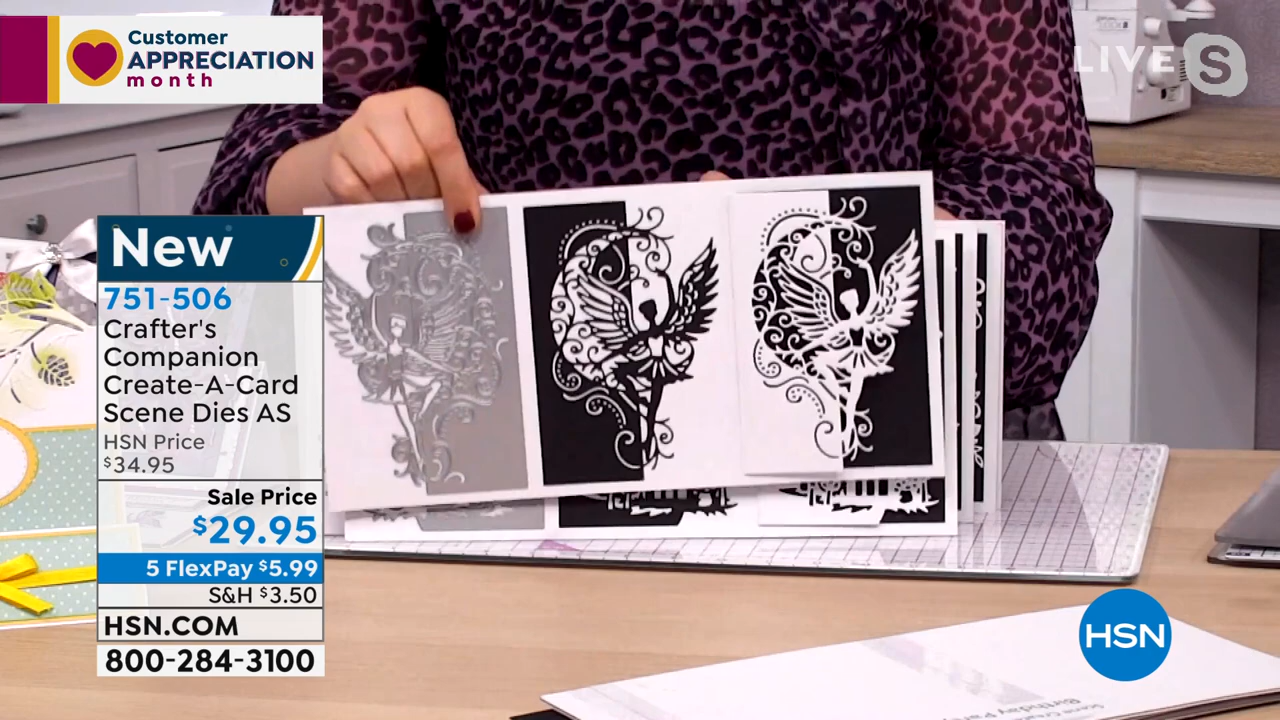 Customer
APPRECIATION
month
LIVE S
New
751-506
Crafter's
Companion
Create-A-Card
Scene Dies AS
HSN Price
$34.95
Sale Price
$29.95
5 FlexPay $5.99
S&H $3.50
HSN.COM
800-284-3100
HSN
Birthday